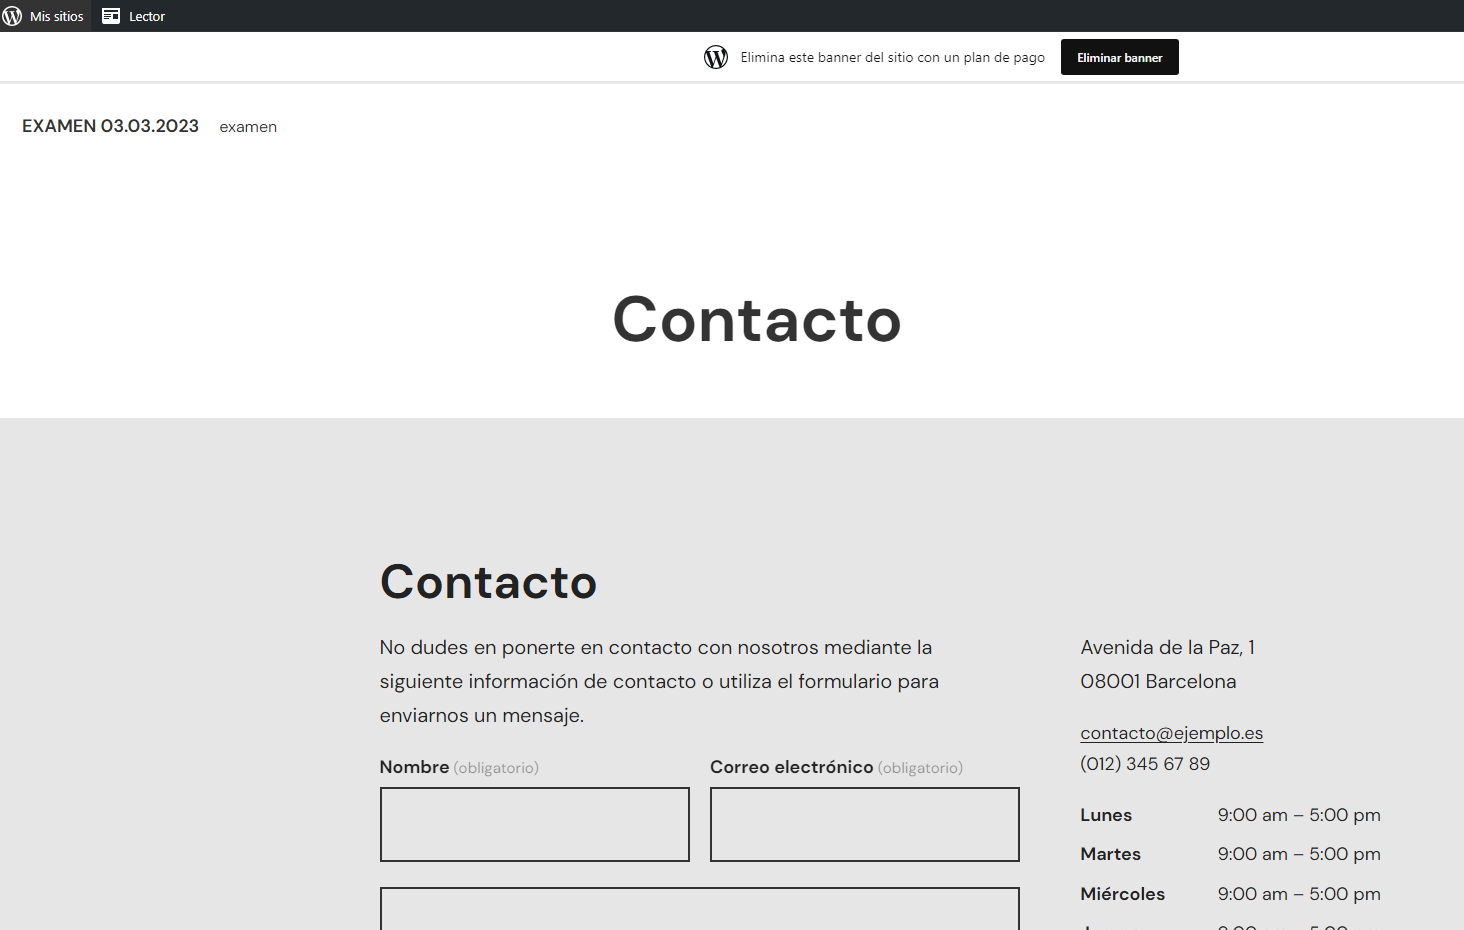 Mis sitios Lector
Elimina este banner del sitio con un plan de pago Eliminar banner
EXAMEN 03.03.2023 examen
Contacto
Contacto
No dudes en ponerte en contacto con nosotros mediante la
siguiente información de contacto o utiliza el formulario para
enviarnos un mensaje.
Nombre (obligatorio)
Correo electrónico (obligatorio)
Avenida de la Paz, 1
08001 Barcelona
contacto@ejemplo.es
(012) 345 67 89
Lunes 9:00 am – 5:00 pm
Martes 9:00 am – 5:00 pm
Miércoles 9:00 am – 5:00 pm